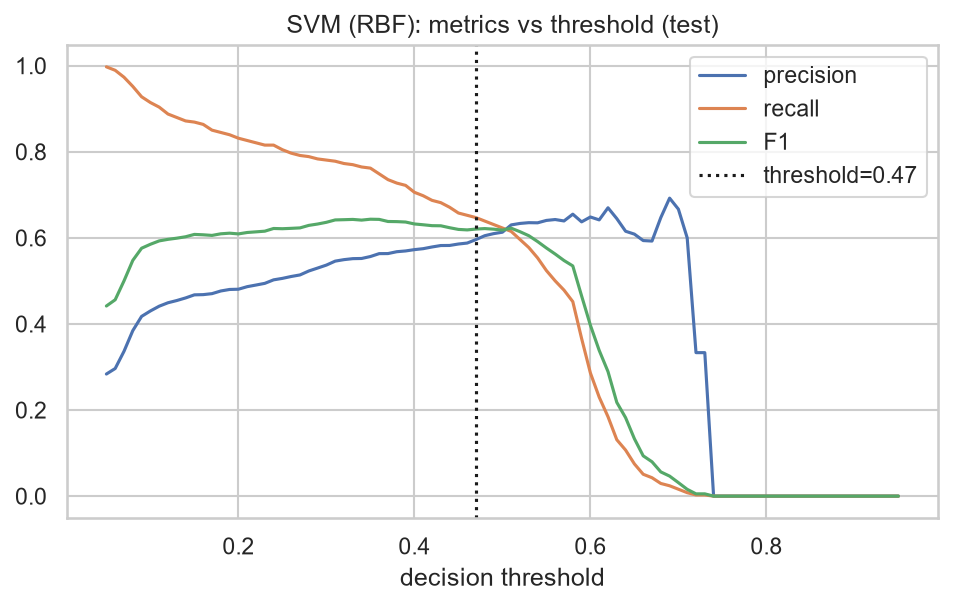 SVM (RBF): metrics vs threshold (test)
1.0
0.8
0.6
0.4
0.2
0.0
precision
recall
F1
threshold=0.47
0.2
0.4
0.6
0.8
decision threshold